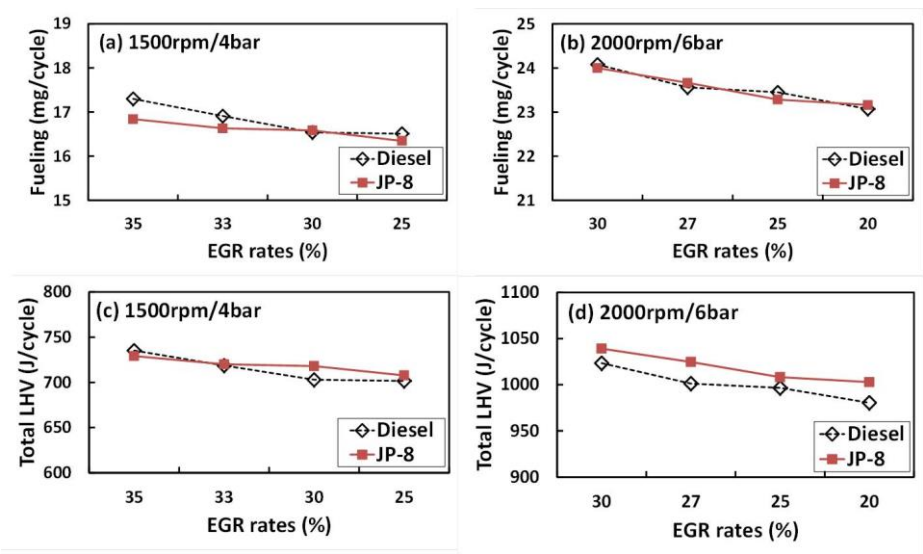 (a) 1500rpm/4bar
Fueling (mg/cycle)
19
18
17
16
15
Diesel
JP-8
35 33 30 25
EGR rates (%)
(b) 2000rpm/6bar
Fueling (mg/cycle)
25
24
23
22
21
Diesel
JP-8
30 27 25 20
EGR rates (%)
(c) 1500rpm/4bar
Total LHV (J/cycle)
800
750
700
650
600
Diesel
JP-8
35 33 30 25
EGR rates (%)
(d) 2000rpm/6bar
Total LHV (J/cycle)
1100
1050
1000
950
900
Diesel
JP-8
30 27 25 20
EGR rates (%)